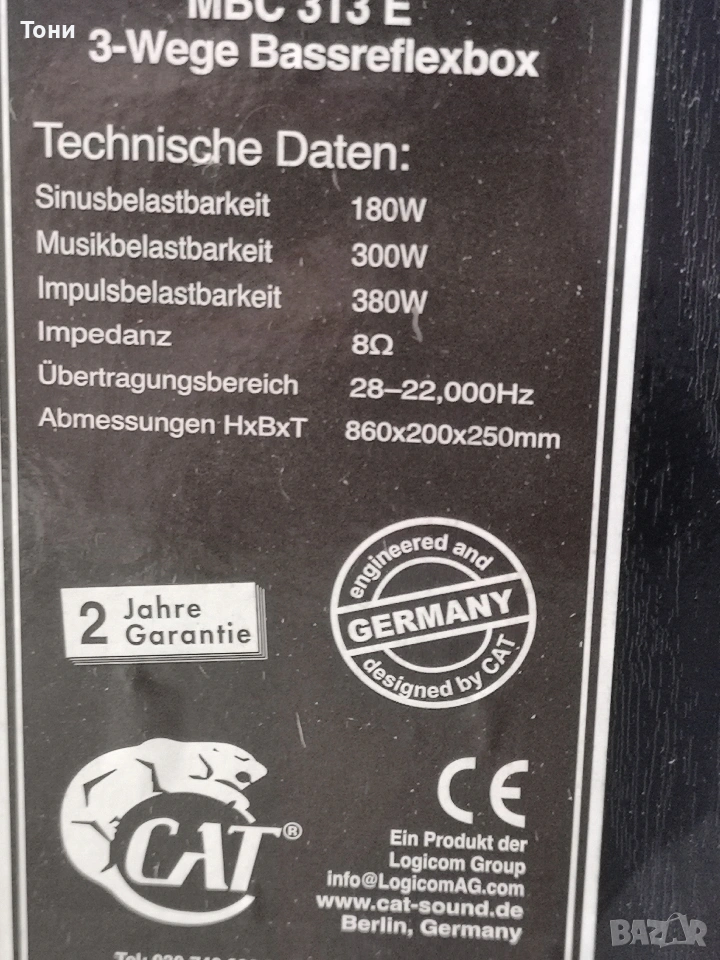 Тони
MBC 313 E
3-Wege Bassreflexbox
Technische Daten:
Sinusbelastbarkeit 180W
Musikbelastbarkeit 300W
Impulsbelastbarkeit 380W
Impedanz 8Ω
Übertragungsbereich 28–22,000Hz
Abmessungen HxBxT 860x200x250mm
engineered and
GERMANY
designed by CAT
2 Jahre
Garantie
CAT®
CE
Ein Produkt der
Logicom Group
info@LogicomAG.com
www.cat-sound.de
Berlin, Germany
Tel:
BAZAR